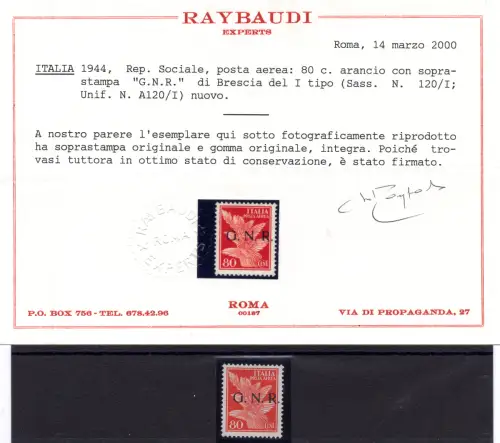 RAYBAUDI
EXPERTS
Roma, 14 marzo 2000
ITALIA 1944, Rep. Sociale, posta aerea: 80 c. arancio con sopra-
stampa "G.N.R." di Brescia del I tipo (Sass. N. 120/I;
Unif. N. A120/I) nuovo.
A nostro parere l'esemplare qui sotto fotograficamente riprodotto
ha soprastampa originale e gomma originale, integra. Poiché tro-
vasi tuttora in ottimo stato di conservazione, è stato firmato.
RAYBAUDI
ROMA
EXPERTS
ITALIA
G.N.R.
80
ROMA
00187
P.O. BOX 756 - TEL. 678.42.96
VIA DI PROPAGANDA, 27
ITALIA
G.N.R.
80